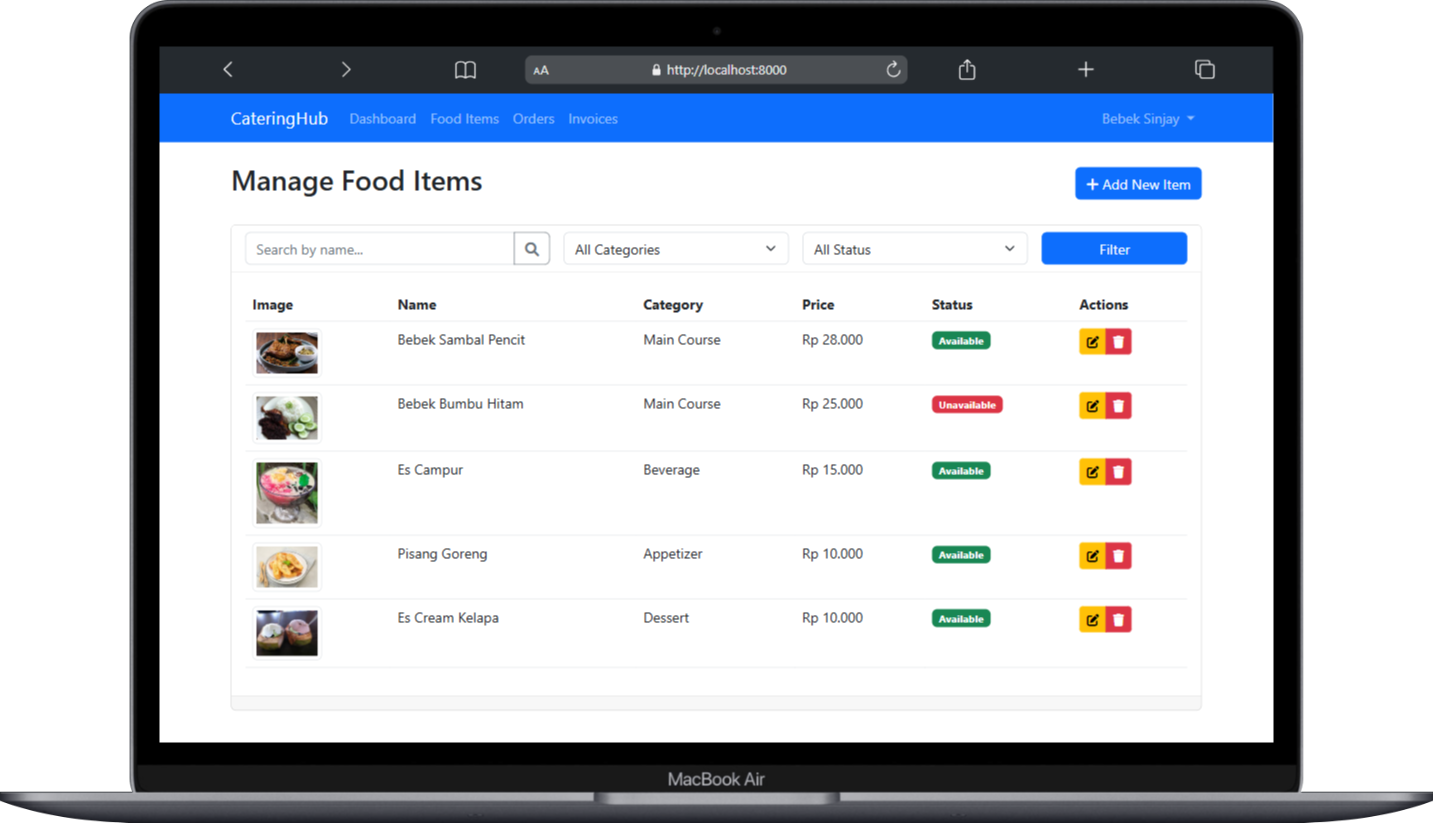 AA http://localhost:8000
CateringHub Dashboard Food Items Orders Invoices Bebek Sinjay
Manage Food Items
+ Add New Item
Search by name... All Categories All Status Filter
Image Name Category Price Status Actions
Bebek Sambal Pencit Main Course Rp 28.000 Available
Bebek Bumbu Hitam Main Course Rp 25.000 Unavailable
Es Campur Beverage Rp 15.000 Available
Pisang Goreng Appetizer Rp 10.000 Available
Es Cream Kelapa Dessert Rp 10.000 Available
MacBook Air